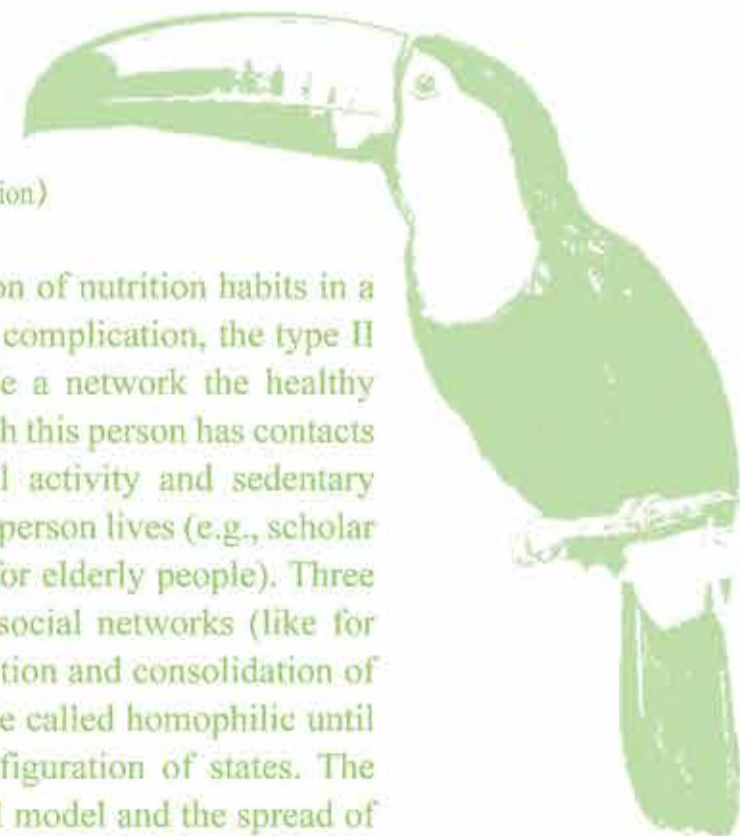 ion)
on of nutrition habits in a
complication, the type II
e a network the healthy
h this person has contacts
l activity and sedentary
person lives (e.g., scholar
for elderly people). Three
social networks (like for
tion and consolidation of
e called homophilic until
figuration of states. The
l model and the spread of